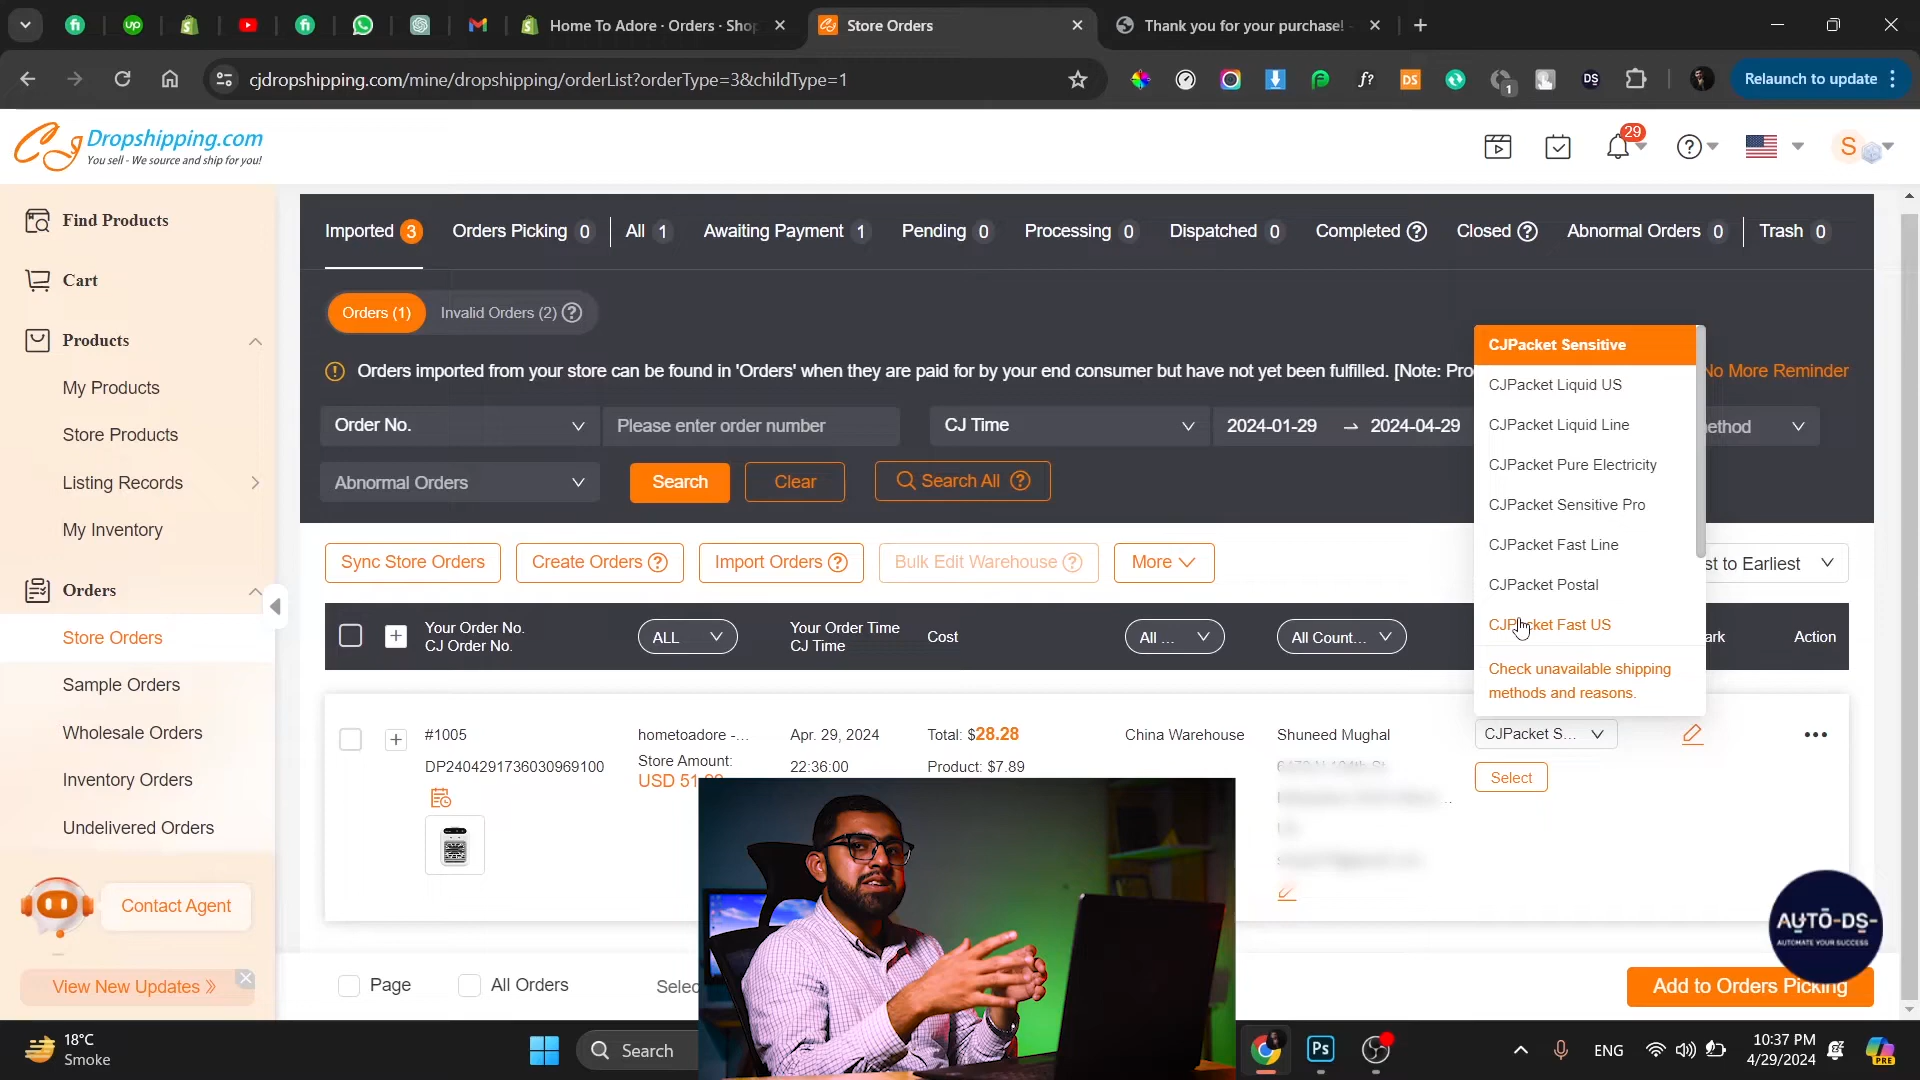 Home To Adore · Orders · Shop
Store Orders
Thank you for your purchase! -
cjdropshipping.com/mine/dropshipping/orderList?orderType=3&childType=1
Relaunch to update
CJ Dropshipping.com
You sell - We source and ship for you!
29
S
Find Products
Cart
Products
My Products
Store Products
Listing Records
My Inventory
Orders
Store Orders
Sample Orders
Wholesale Orders
Inventory Orders
Undelivered Orders
Contact Agent
View New Updates »
Imported 3
Orders Picking 0
All 1
Awaiting Payment 1
Pending 0
Processing 0
Dispatched 0
Completed ?
Closed ?
Abnormal Orders 0
Trash 0
Orders (1)
Invalid Orders (2) ?
Orders imported from your store can be found in 'Orders' when they are paid for by your end consumer but have not yet been fulfilled. [Note: Pro
No More Reminder
Order No.
Please enter order number
CJ Time
2024-01-29 → 2024-04-29
ethod
Abnormal Orders
Search
Clear
Search All ?
CJPacket Sensitive
CJPacket Liquid US
CJPacket Liquid Line
CJPacket Pure Electricity
CJPacket Sensitive Pro
CJPacket Fast Line
CJPacket Postal
CJPacket Fast US
Check unavailable shipping
methods and reasons.
Sync Store Orders
Create Orders ?
Import Orders ?
Bulk Edit Warehouse ?
More
st to Earliest
Your Order No.
CJ Order No.
ALL
Your Order Time
CJ Time
Cost
All ...
All Count...
ark
Action
#1005
DP2404291736030969100
hometoadore -...
Store Amount:
USD 51
Apr. 29, 2024
22:36:00
Total: $28.28
Product: $7.89
China Warehouse
Shuneed Mughal
CJPacket S...
Select
AUTŌ-DS-
AUTOMATE YOUR SUCCESS
Page
All Orders
Selec
Add to Orders Picking
18°C
Smoke
Search
Ps
ENG
10:37 PM
4/29/2024
PRE